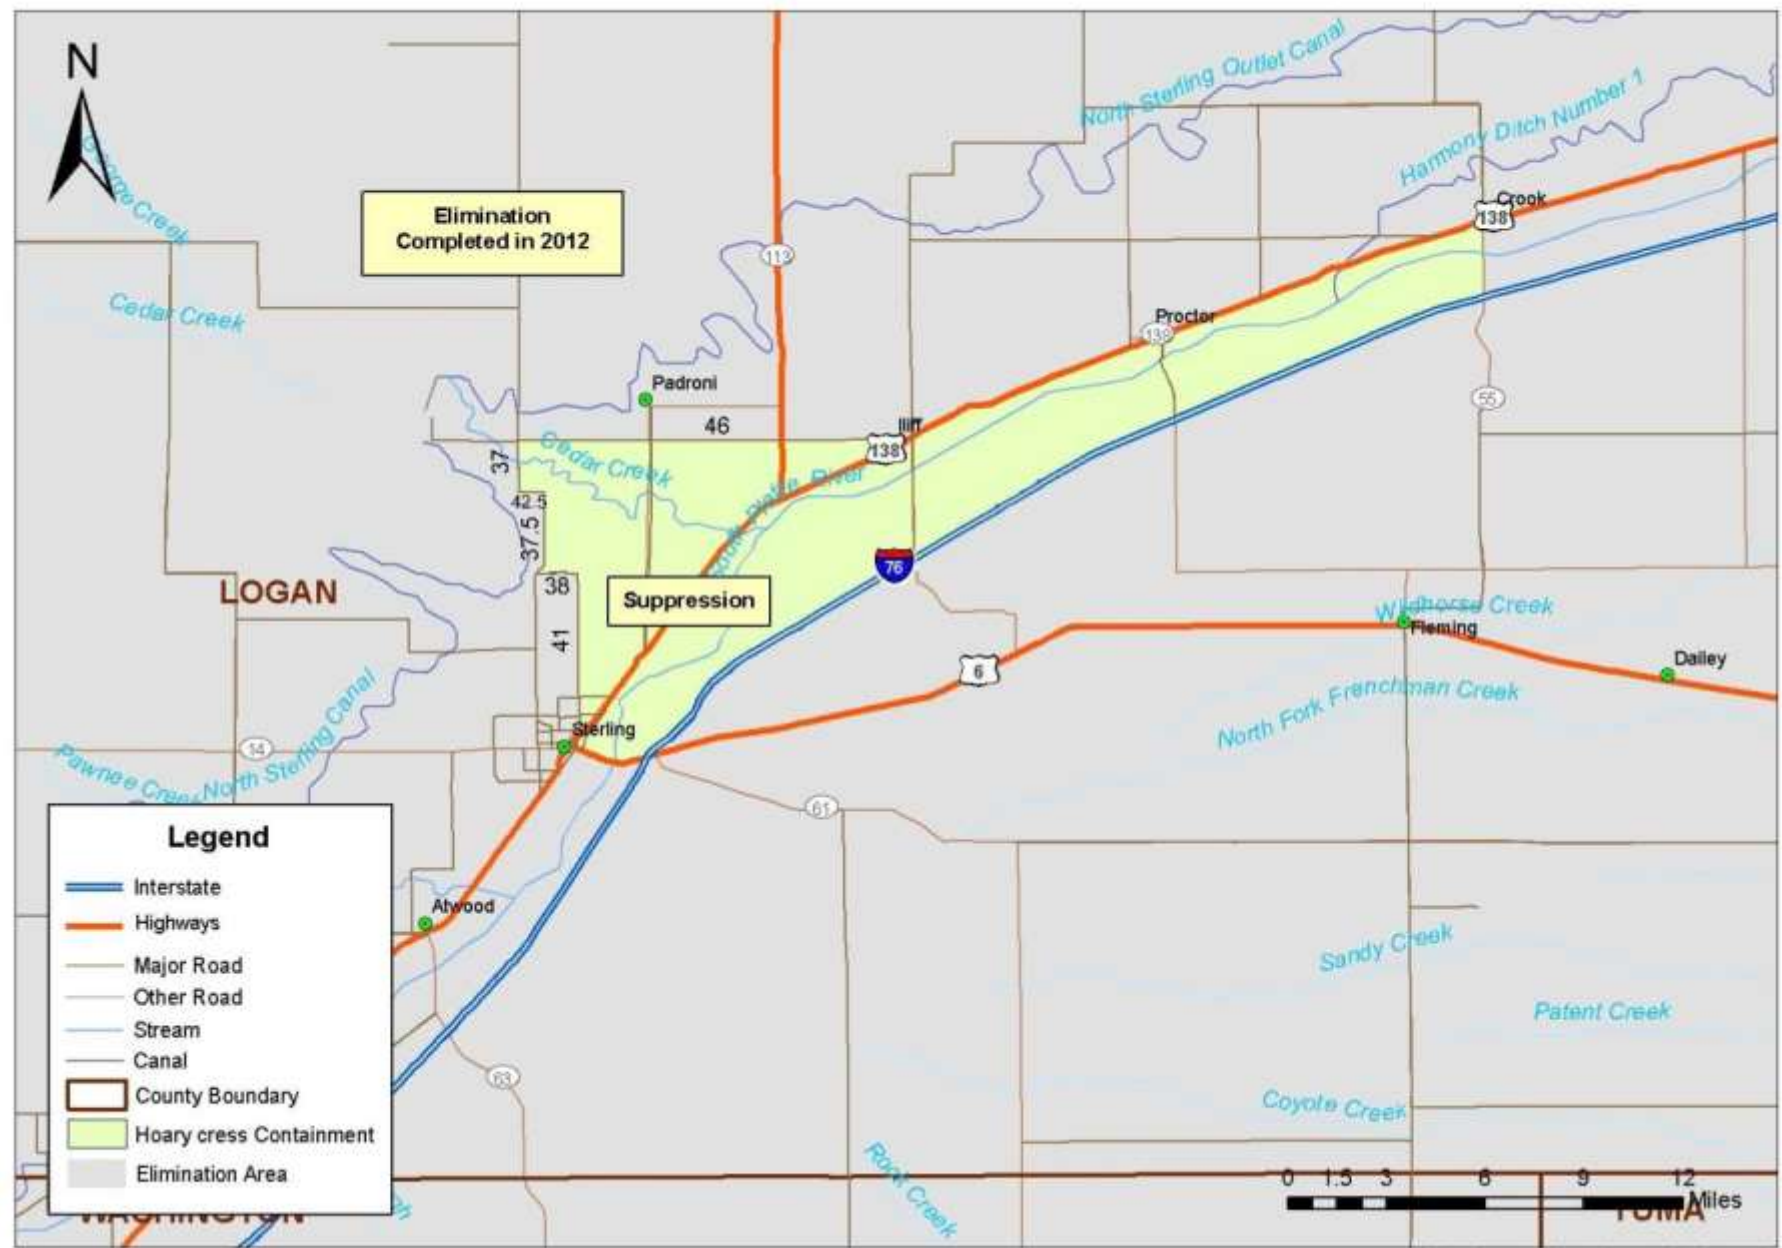 N
North Sterling Outlet Canal
Harmony Ditch Number 1
George Creek
Elimination
Completed in 2012
Crook
138
113
Cedar Creek
Proctor
138
Padroni
46
Iliff
138
55
37
Cedar Creek
42.5
South Platte River
37.5
76
38
LOGAN
Suppression
Wildhorse Creek
Fleming
41
6
Dailey
North Fork Frenchman Creek
Sterling
14
Pawnee Creek
North Sterling Canal
61
Legend
Interstate
Highways
Major Road
Other Road
Stream
Canal
County Boundary
Hoary cress Containment
Elimination Area
Atwood
Sandy Creek
Patent Creek
63
Coyote Creek
Rock Creek
0 1.5 3 6 9 12
Miles
WASHINGTON
YUMA